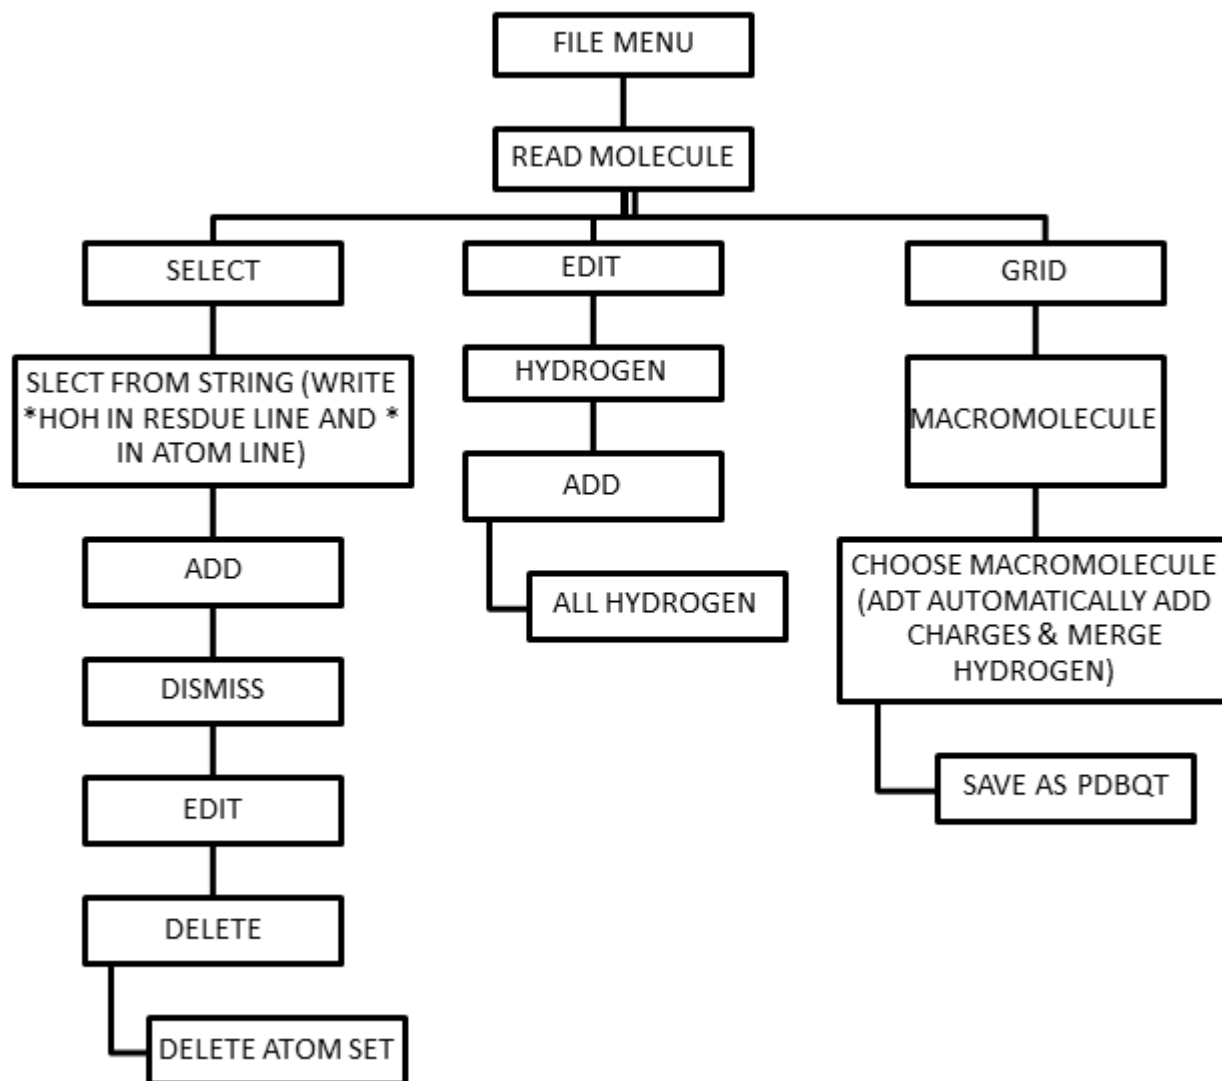 FILE MENU
READ MOLECULE
SELECT
EDIT
GRID
SLECT FROM STRING (WRITE
*HOH IN RESDUE LINE AND *
IN ATOM LINE)
HYDROGEN
MACROMOLECULE
ADD
ADD
CHOOSE MACROMOLECULE
(ADT AUTOMATICALLY ADD
CHARGES & MERGE
HYDROGEN)
ALL HYDROGEN
DISMISS
SAVE AS PDBQT
EDIT
DELETE
DELETE ATOM SET